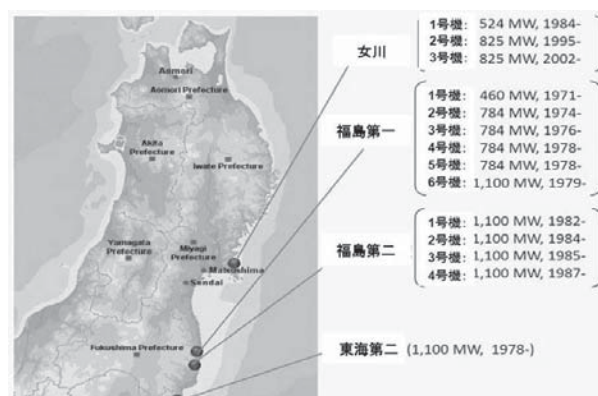 Aomori
Aomori Prefecture
Akita
Prefecture
Iwate Prefecture
Yamagata
Prefecture
Miyagi
Prefecture
Matsushima
Sendai
Fukushima Prefecture
女川
1号機: 524 MW, 1984-
2号機: 825 MW, 1995-
3号機: 825 MW, 2002-
福島第一
1号機: 460 MW, 1971-
2号機: 784 MW, 1974-
3号機: 784 MW, 1976-
4号機: 784 MW, 1978-
5号機: 784 MW, 1978-
6号機: 1,100 MW, 1979-
福島第二
1号機: 1,100 MW, 1982-
2号機: 1,100 MW, 1984-
3号機: 1,100 MW, 1985-
4号機: 1,100 MW, 1987-
東海第二 (1,100 MW, 1978-)